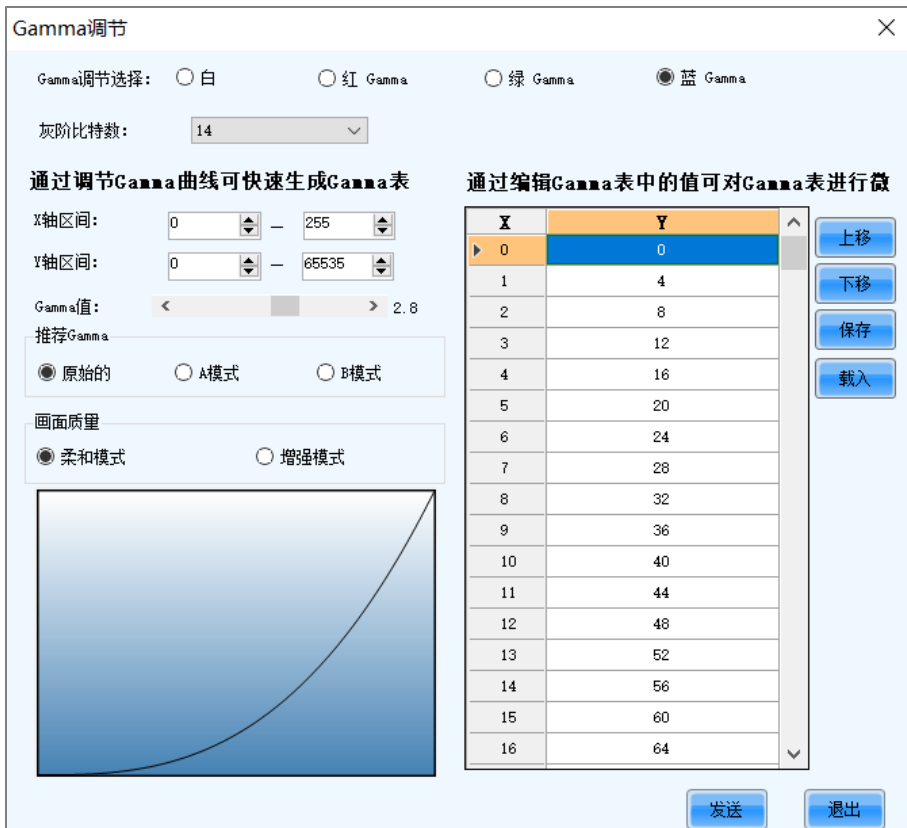 Gamma调节
Gamma调节选择: 白 红 Gamma 绿 Gamma 蓝 Gamma
灰阶比特数: 14
通过调节Gamma曲线可快速生成Gamma表
X轴区间: 0 — 255
Y轴区间: 0 — 65535
Gamma值: 2.8
推荐Gamma
原始的 A模式 B模式
画面质量
柔和模式 增强模式
通过编辑Gamma表中的值可对Gamma表进行微
X Y
0 0
1 4
2 8
3 12
4 16
5 20
6 24
7 28
8 32
9 36
10 40
11 44
12 48
13 52
14 56
15 60
16 64
上移
下移
保存
载入
发送 退出